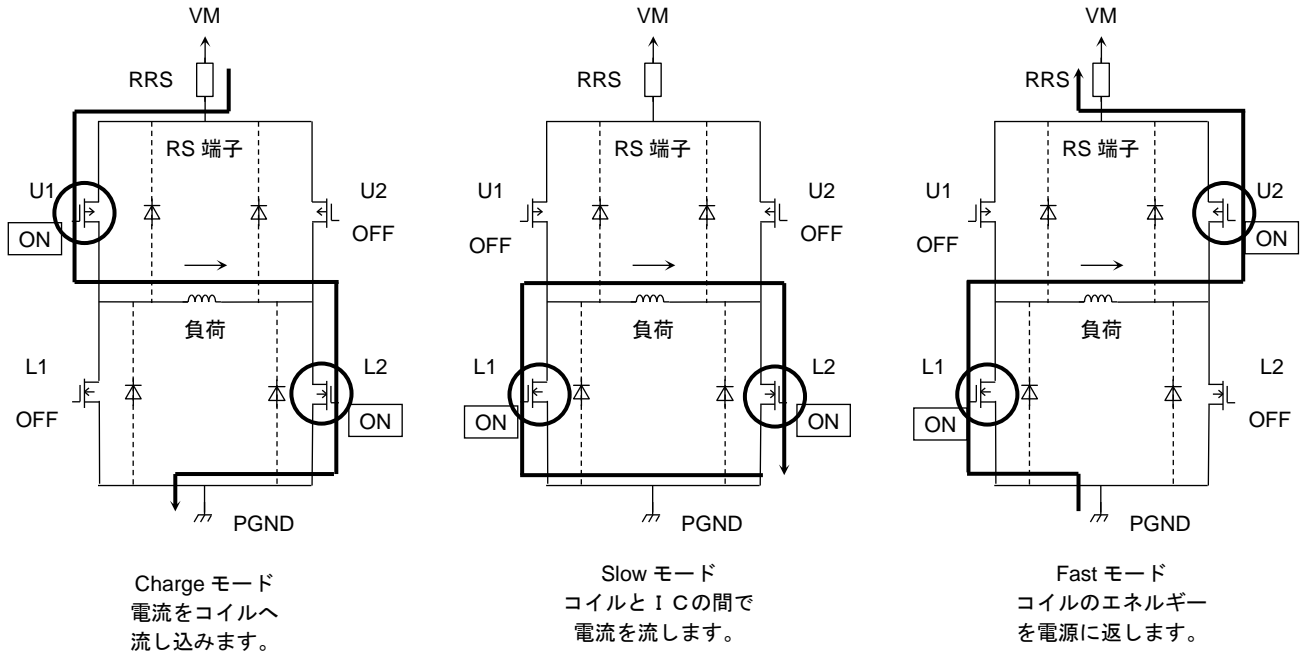 VM
RRS
RS 端子
U1
ON
U2
OFF
負荷
L1
OFF
L2
ON
PGND
Charge モード
電流をコイルへ
流し込みます。
VM
RRS
RS 端子
U1
OFF
U2
OFF
負荷
L1
ON
L2
ON
PGND
Slow モード
コイルとＩＣの間で
電流を流します。
VM
RRS
RS 端子
U1
OFF
U2
ON
負荷
L1
ON
L2
OFF
PGND
Fast モード
コイルのエネルギー
を電源に返します。